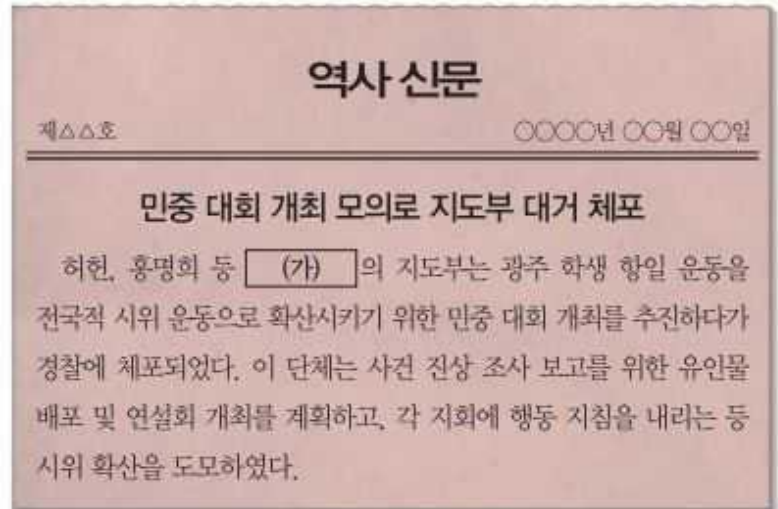 역사 신문
제△△호 ○○○○년 ○○월 ○○일
민중 대회 개최 모의로 지도부 대거 체포
허헌, 홍명희 등 (가) 의 지도부는 광주 학생 항일 운동을
전국적 시위 운동으로 확산시키기 위한 민중 대회 개최를 추진하다가
경찰에 체포되었다. 이 단체는 사건 진상 조사 보고를 위한 유인물
배포 및 연설회 개최를 계획하고, 각 지회에 행동 지침을 내리는 등
시위 확산을 도모하였다.